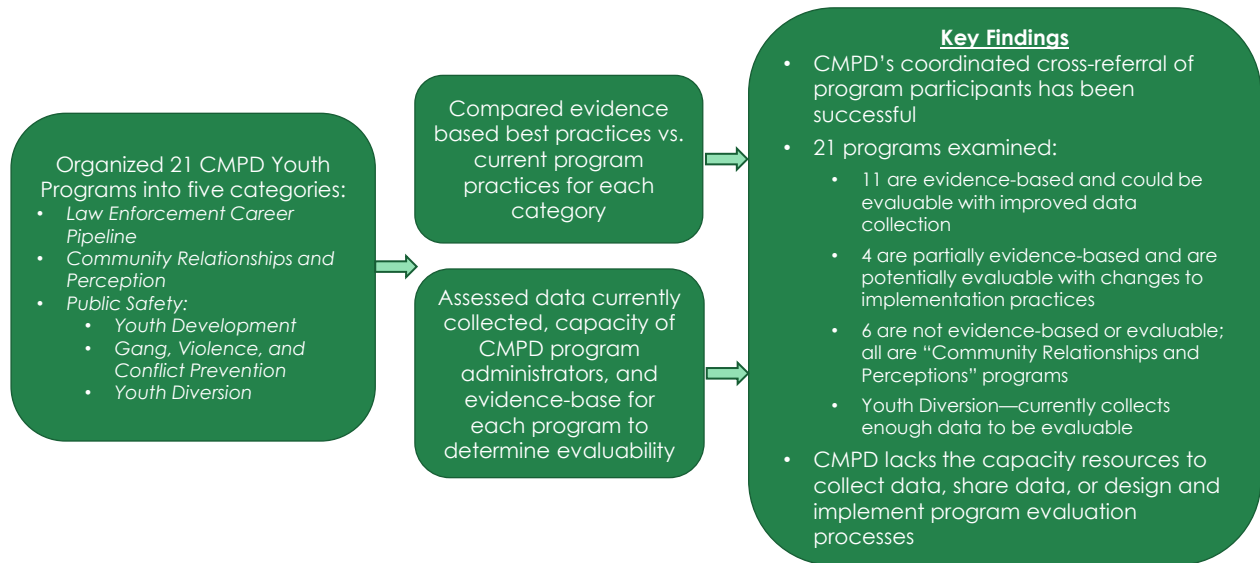 Organized 21 CMPD Youth
Programs into five categories:
• Law Enforcement Career
Pipeline
• Community Relationships and
Perception
• Public Safety:
• Youth Development
• Gang, Violence, and
Conflict Prevention
• Youth Diversion
Compared evidence
based best practices vs.
current program
practices for each
category
Assessed data currently
collected, capacity of
CMPD program
administrators, and
evidence-base for
each program to
determine evaluability
Key Findings
• CMPD's coordinated cross-referral of
program participants has been
successful
• 21 programs examined:
• 11 are evidence-based and could be
evaluable with improved data
collection
• 4 are partially evidence-based and are
potentially evaluable with changes to
implementation practices
• 6 are not evidence-based or evaluable;
all are “Community Relationships and
Perceptions” programs
• Youth Diversion—currently collects
enough data to be evaluable
• CMPD lacks the capacity resources to
collect data, share data, or design and
implement program evaluation
processes